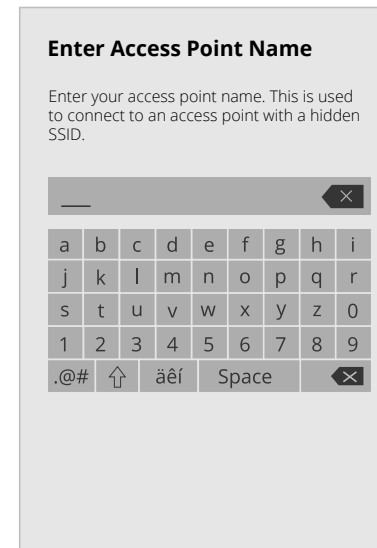 Enter Access Point Name
Enter your access point name. This is used
to connect to an access point with a hidden
SSID.
a b c d e f g h i
j k l m n o p q r
s t u v w x y z 0
1 2 3 4 5 6 7 8 9
.@# äêí Space